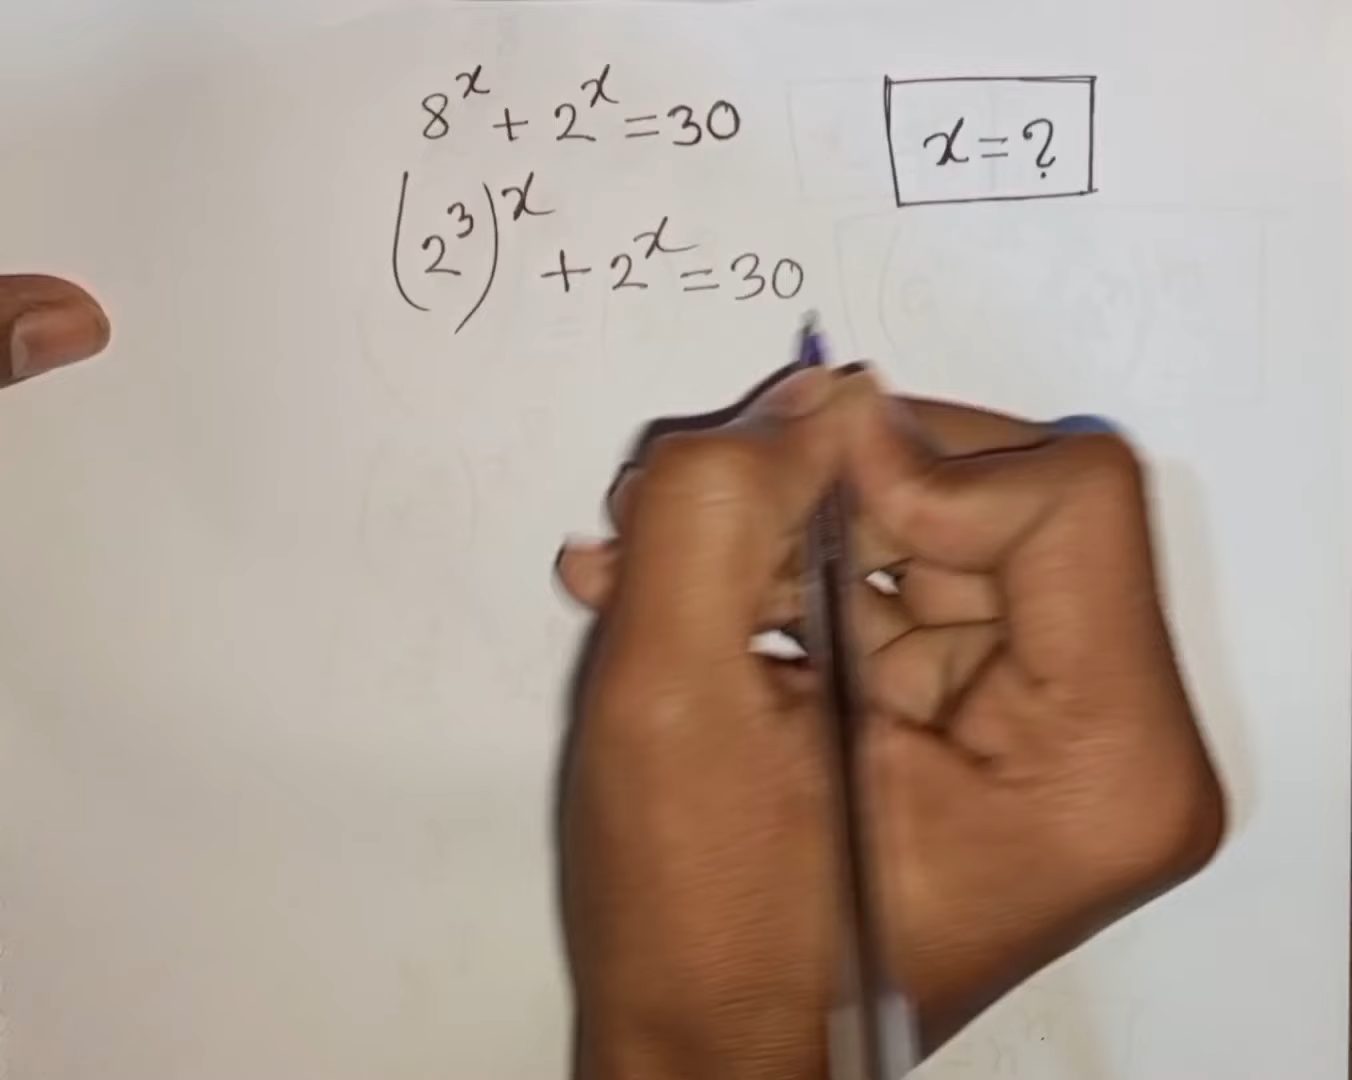 8^x + 2^x = 30
x = ?
(2^3)^x + 2^x = 30